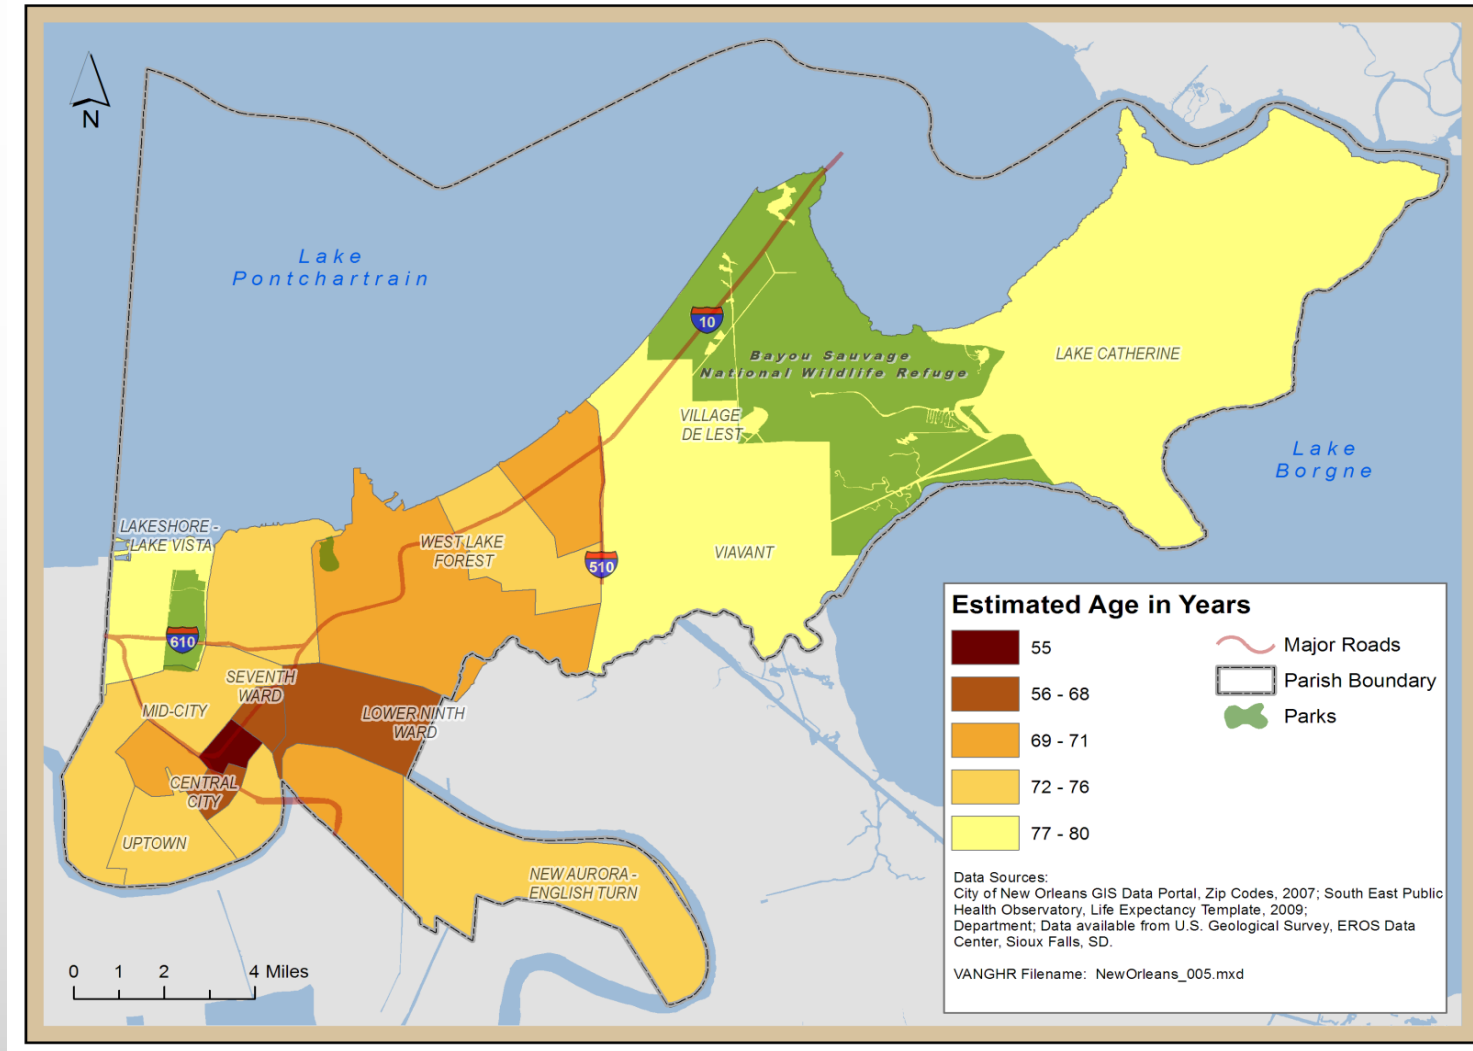 N
Lake
Pontchartrain
10
Bayou Sauvage
National Wildlife Refuge
LAKE CATHERINE
VILLAGE
DE LEST
Lake
Borgne
LAKESHORE -
LAKE VISTA
WEST LAKE
FOREST
VIAVANT
510
610
SEVENTH
WARD
MID-CITY
LOWER NINTH
WARD
CENTRAL
CITY
UPTOWN
NEW AURORA -
ENGLISH TURN
0 1 2 4 Miles
Estimated Age in Years
55
56 - 68
69 - 71
72 - 76
77 - 80
Major Roads
Parish Boundary
Parks
Data Sources:
City of New Orleans GIS Data Portal, Zip Codes, 2007; South East Public
Health Observatory, Life Expectancy Template, 2009;
Department; Data available from U.S. Geological Survey, EROS Data
Center, Sioux Falls, SD.
VANGHR Filename: NewOrleans_005.mxd